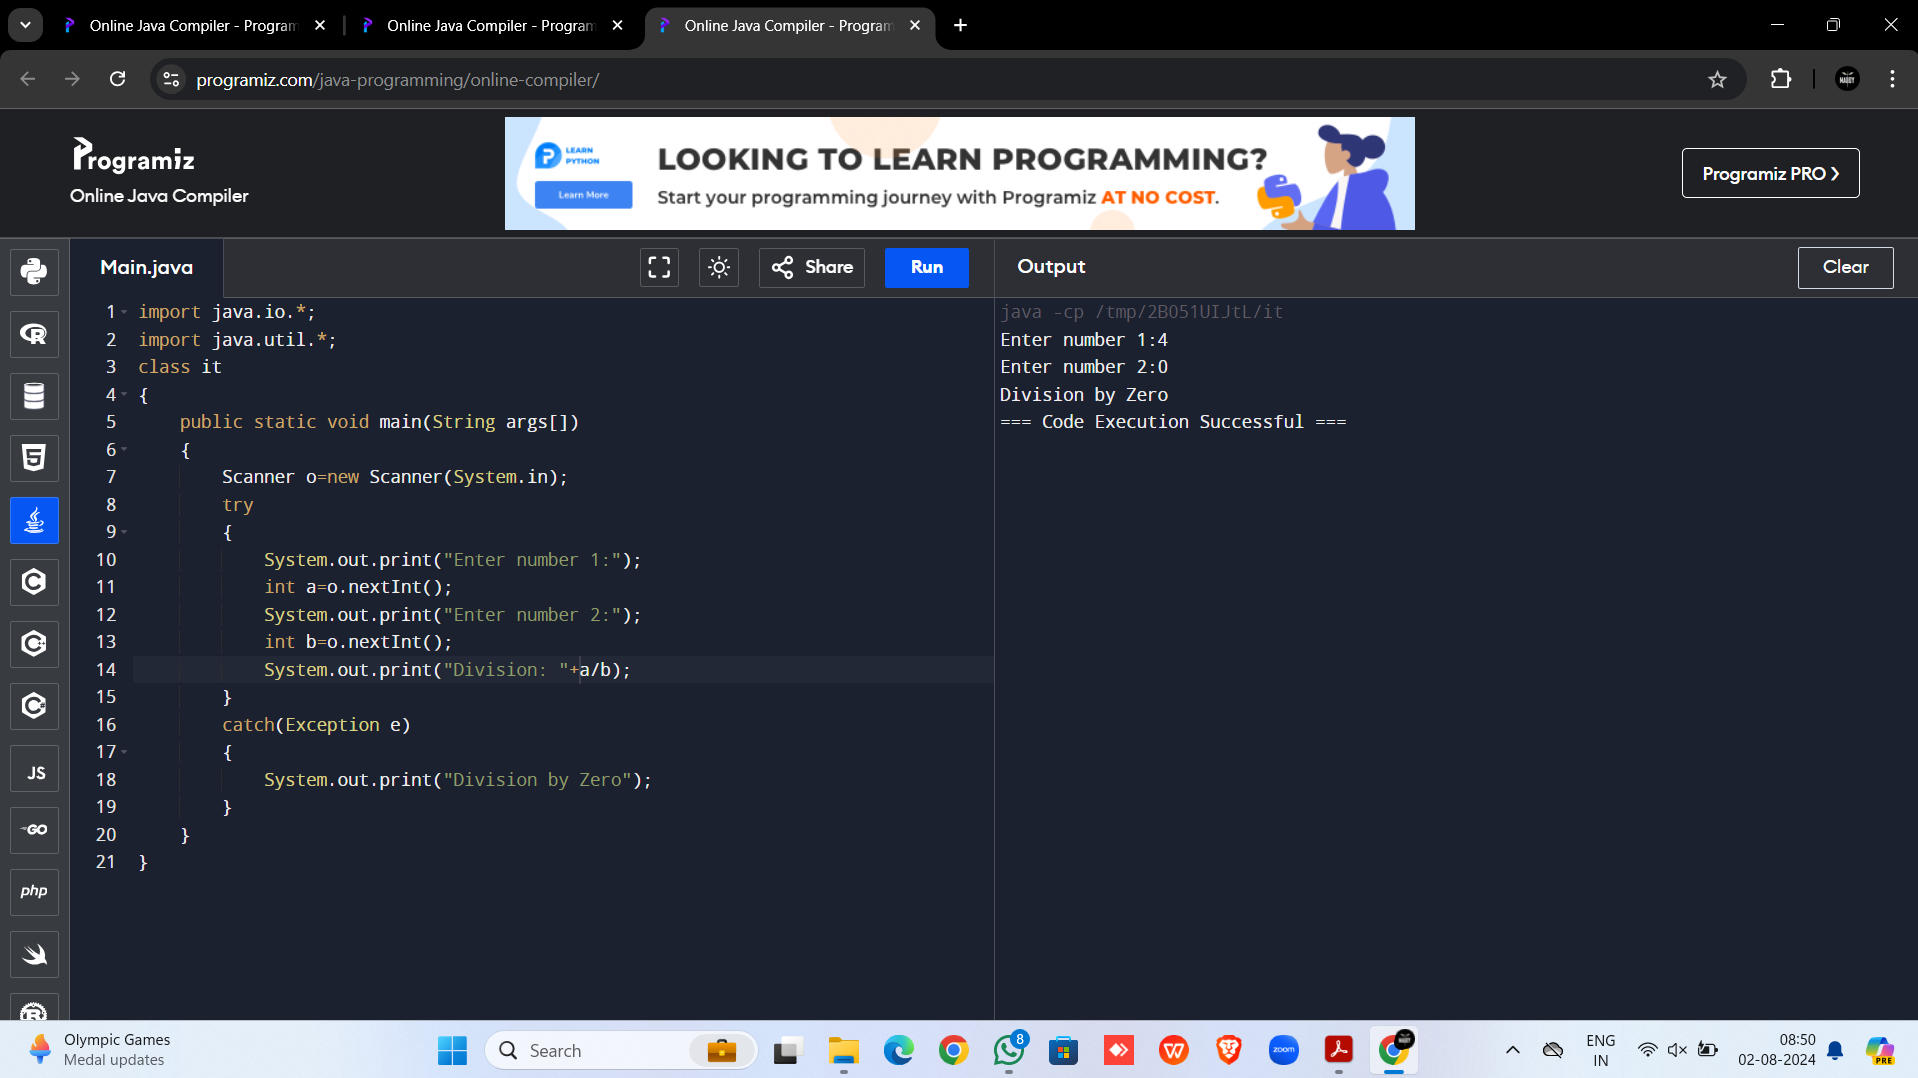 Online Java Compiler - Program
Online Java Compiler - Program
Online Java Compiler - Program
programiz.com/java-programming/online-compiler/
Programiz
Online Java Compiler
LEARN PYTHON
Learn More
LOOKING TO LEARN PROGRAMMING?
Start your programming journey with Programiz AT NO COST.
Programiz PRO >
Main.java
Share
Run
Output
Clear
1 import java.io.*;
2 import java.util.*;
3 class it
4 {
5 public static void main(String args[])
6 {
7 Scanner o=new Scanner(System.in);
8 try
9 {
10 System.out.print("Enter number 1:");
11 int a=o.nextInt();
12 System.out.print("Enter number 2:");
13 int b=o.nextInt();
14 System.out.print("Division: "+a/b);
15 }
16 catch(Exception e)
17 {
18 System.out.print("Division by Zero");
19 }
20 }
21 }
java -cp /tmp/2BO51UIJtL/it
Enter number 1:4
Enter number 2:0
Division by Zero
=== Code Execution Successful ===
JS
GO
php
Olympic Games
Medal updates
Search
8
zoom
ENG
IN
08:50
02-08-2024
PRE